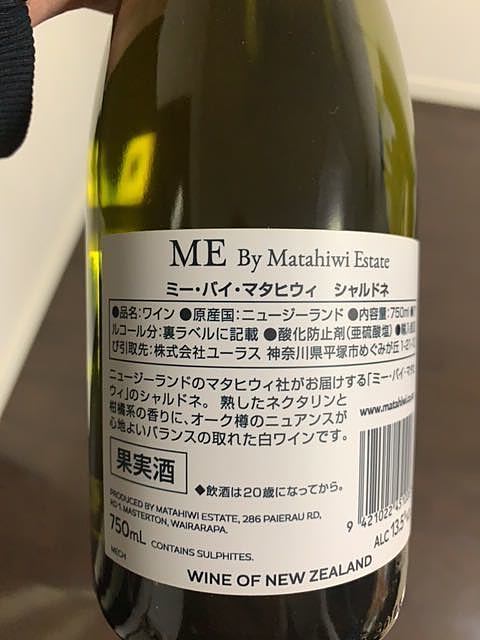 ME By Matahiwi Estate
ミー・バイ・マタヒウィ シャルドネ
●品名:ワイン ●原産国:ニュージーランド ●内容量:750ml
ルコール分:裏ラベルに記載 ●酸化防止剤(亜硫酸塩)
び引取先:株式会社ユーラス 神奈川県平塚市めぐみが丘
ニュージーランドのマタヒウィ社がお届けする「ミー・バイ・マタ
ウィ」のシャルドネ。熟したネクタリンと
柑橘系の香りに、オーク樽のニュアンスが
心地よいバランスの取れた白ワインです。
www.matahiwi.co
果実酒
◆飲酒は20歳になってから。
PRODUCED BY MATAHIWI ESTATE, 286 PAIERAU RD,
RD 1. MASTERTON, WAIRARAPA.
750mL CONTAINS SULPHITES.
MECH
9 421022
ALC 13.5%
WINE OF NEW ZEALAND